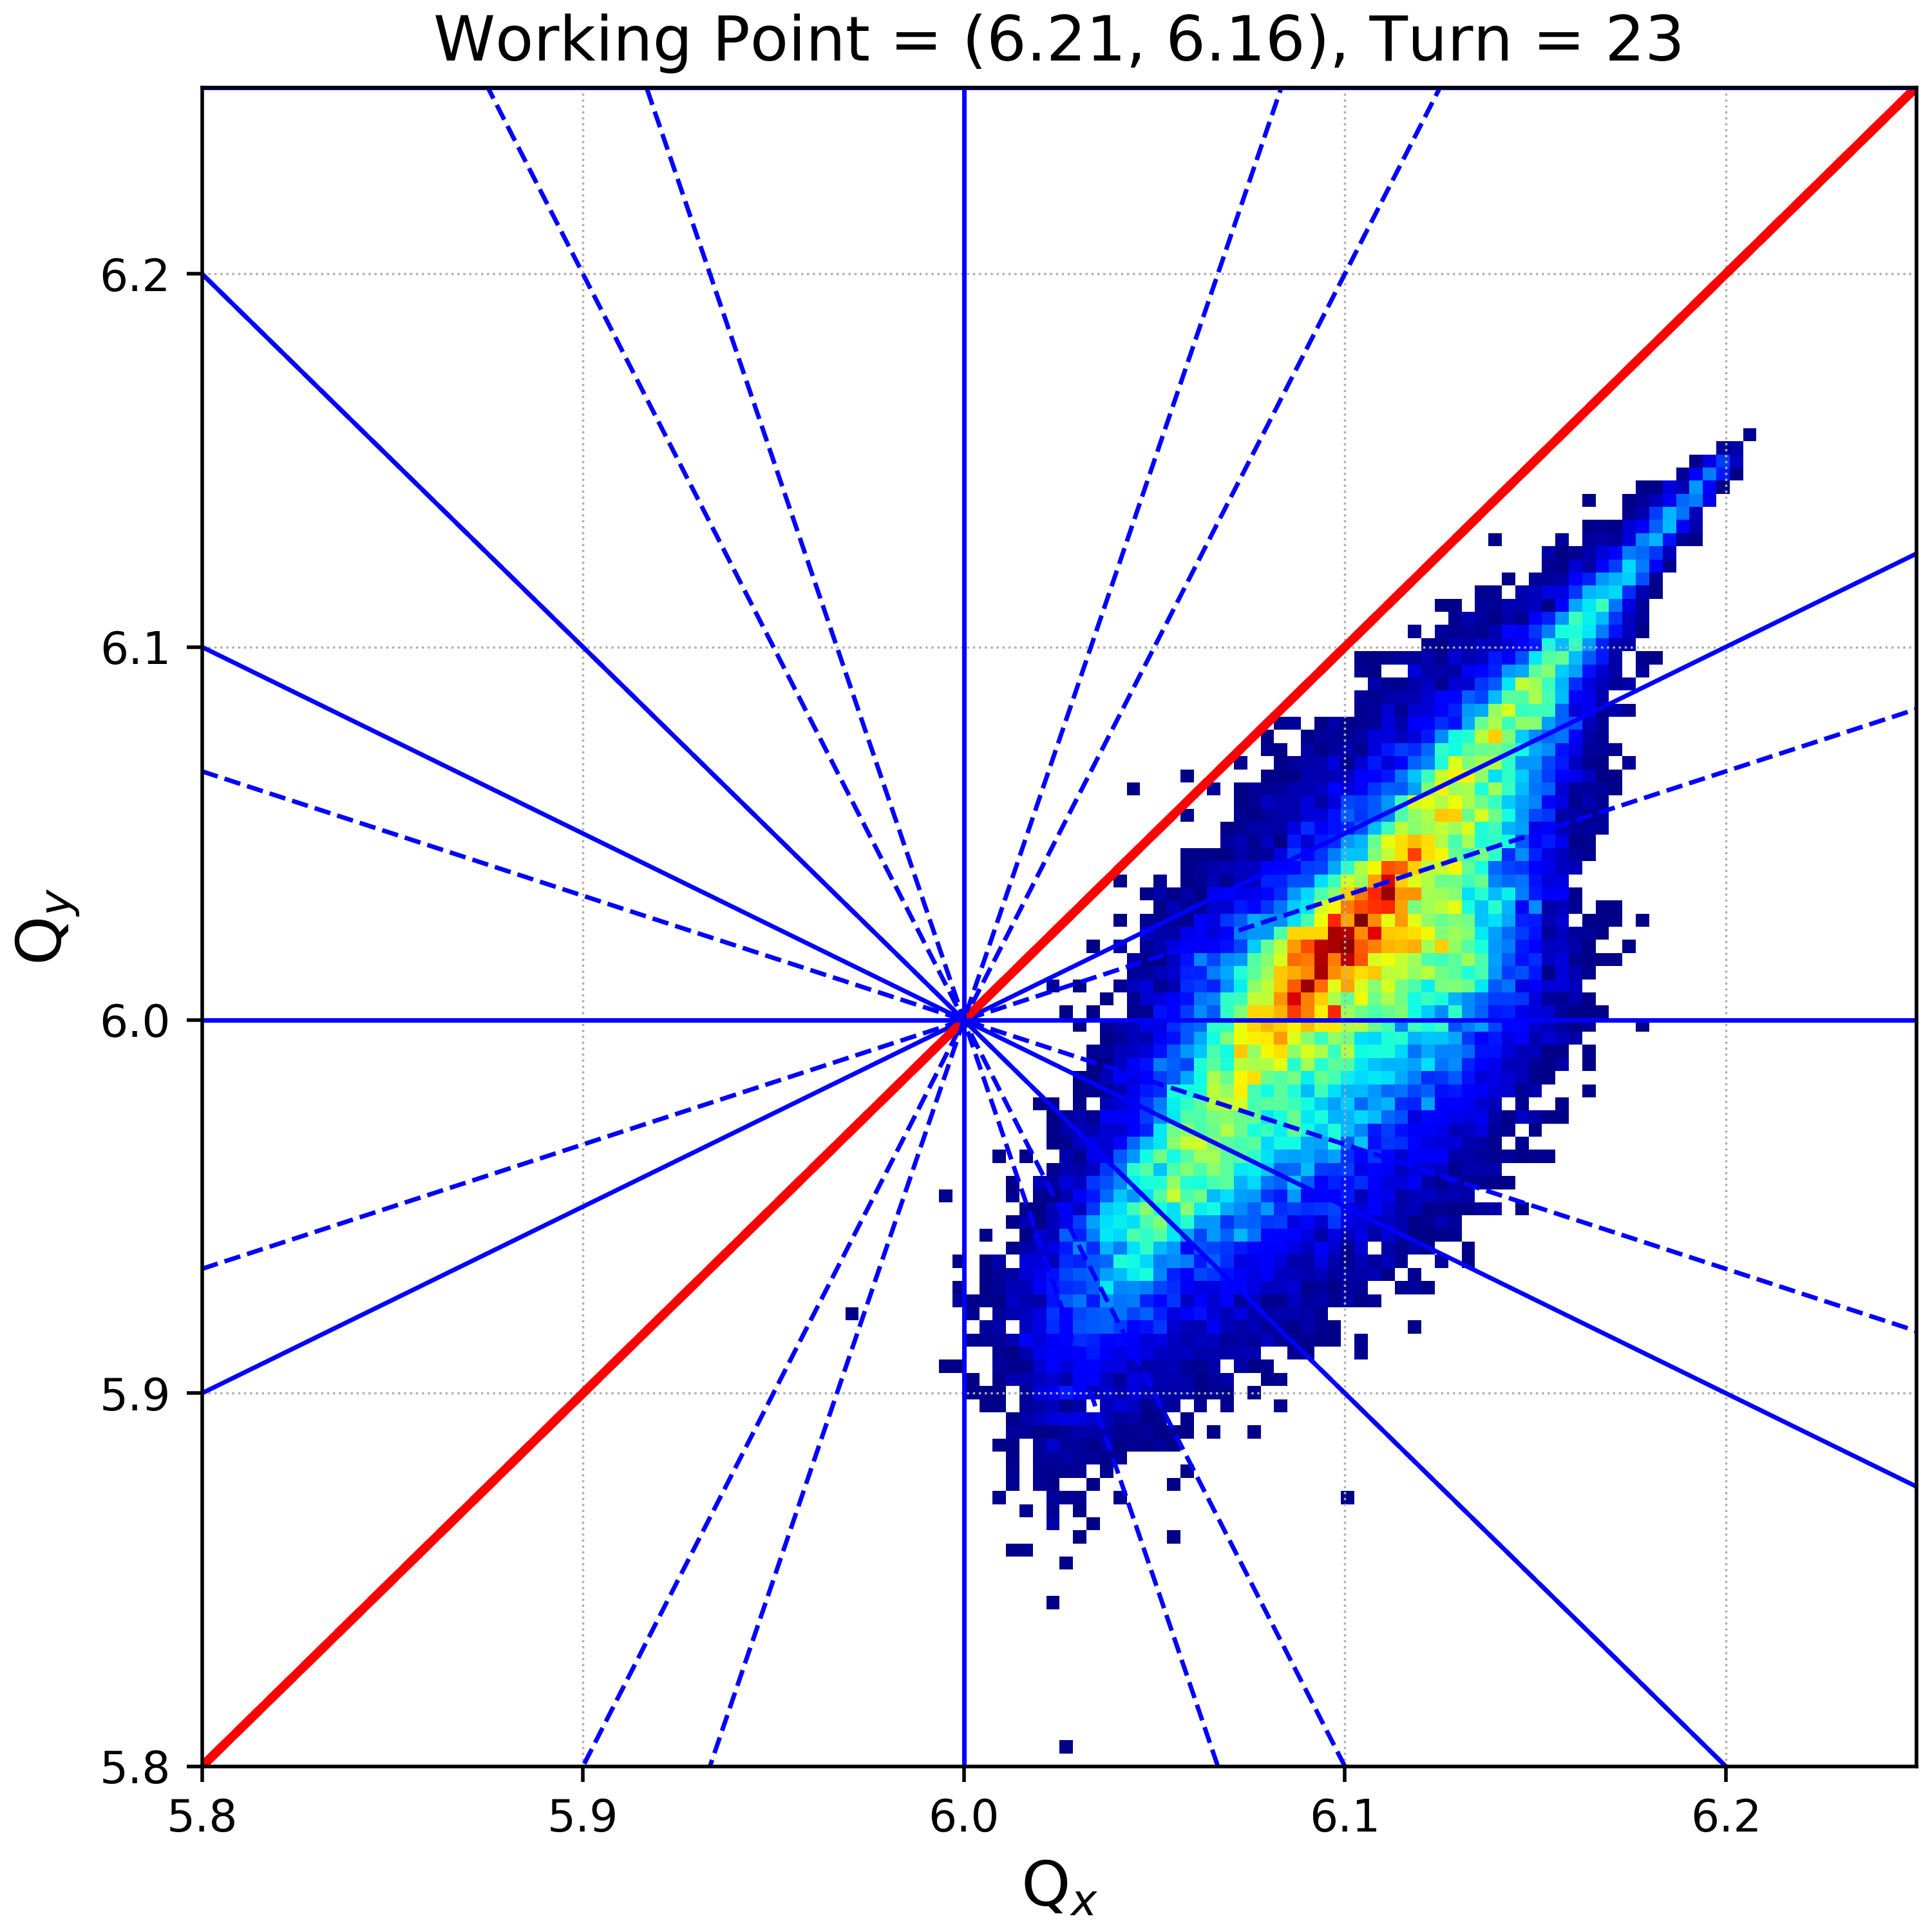 Working Point = (6.21, 6.16), Turn = 23
6.2
6.1
6.0
5.9
5.8
Qy
5.8 5.9 6.0 6.1 6.2
Qx